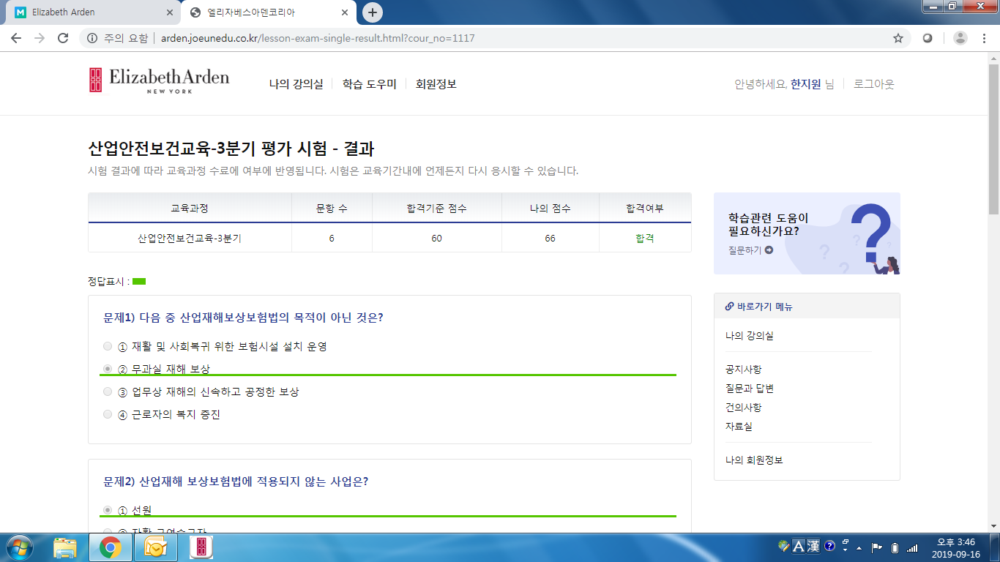 Elizabeth Arden
엘리자베스아덴코리아
주의 요함
arden.joeunedu.co.kr/lesson-exam-single-result.html?cour_no=1117
ElizabethArden
NEW YORK
나의 강의실
학습 도우미
회원정보
안녕하세요, 한지원 님
로그아웃
산업안전보건교육-3분기 평가 시험 - 결과
시험 결과에 따라 교육과정 수료에 여부에 반영됩니다. 시험은 교육기간내에 언제든지 다시 응시할 수 있습니다.
교육과정 문항 수 합격기준 점수 나의 점수 합격여부
산업안전보건교육-3분기 6 60 66 합격
정답표시 :
문제1) 다음 중 산업재해보상보험법의 목적이 아닌 것은?
① 재활 및 사회복귀 위한 보험시설 설치 운영
② 무과실 재해 보상
③ 업무상 재해의 신속하고 공정한 보상
④ 근로자의 복지 증진
문제2) 산업재해 보상보험법에 적용되지 않는 사업은?
① 선원
학습관련 도움이
필요하신가요?
질문하기
바로가기 메뉴
나의 강의실
공지사항
질문과 답변
건의사항
자료실
나의 회원정보
A 漢
오후 3:46
2019-09-16